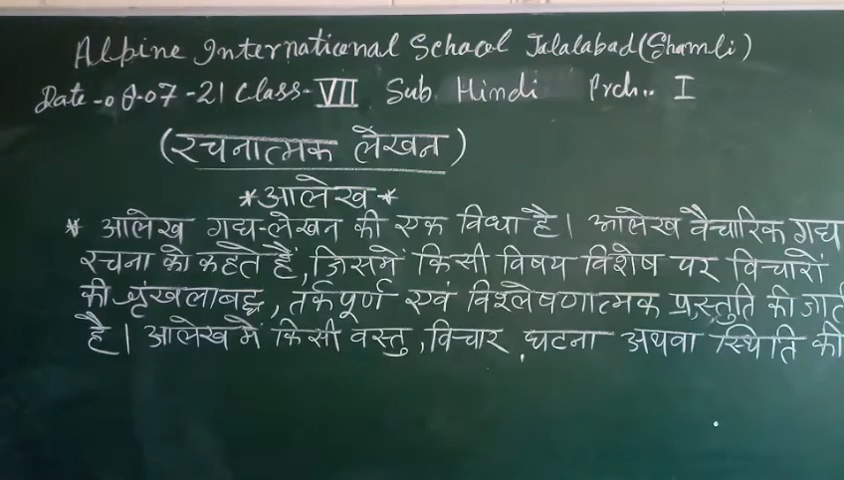 Alpine International School Jalalabad (Shamli)
Date - 08-07-21 Class- VII Sub. Hindi Prd.. I
(रचनात्मक लेखन)
*आलेख*
* आलेख गद्य-लेखन की एक विधा है। आलेख वैचारिक गद्य
रचना को कहते हैं, जिसमें किसी विषय विशेष पर विचारों
की श्रृंखलाबद्ध, तर्कपूर्ण एवं विश्लेषणात्मक प्रस्तुति की जाती
है। आलेख में किसी वस्तु, विचार, घटना अथवा स्थिति की